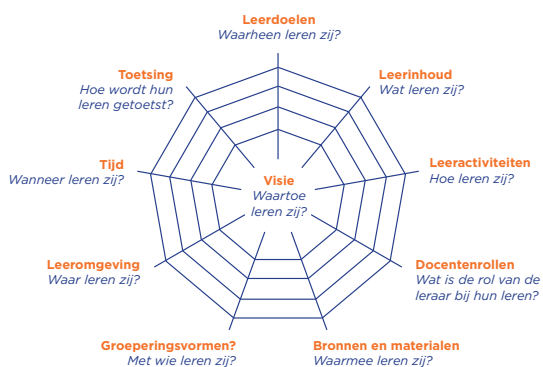 Leerdoelen
Waarheen leren zij?
Toetsing
Hoe wordt hun
leren getoetst?
Leerinhoud
Wat leren zij?
Tijd
Wanneer leren zij?
Visie
Waartoe
leren zij?
Leeractiviteiten
Hoe leren zij?
Leeromgeving
Waar leren zij?
Docentenrollen
Wat is de rol van de
leraar bij hun leren?
Groeperingsvormen?
Met wie leren zij?
Bronnen en materialen
Waarmee leren zij?